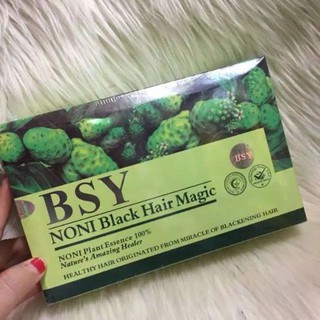 BSY
BSY
NONI Black Hair Magic
NONI Plant Essence 100%
Nature's Amazing Healer
HEALTHY HAIR ORIGINATED FROM MIRACLE OF BLACKENING HAIR